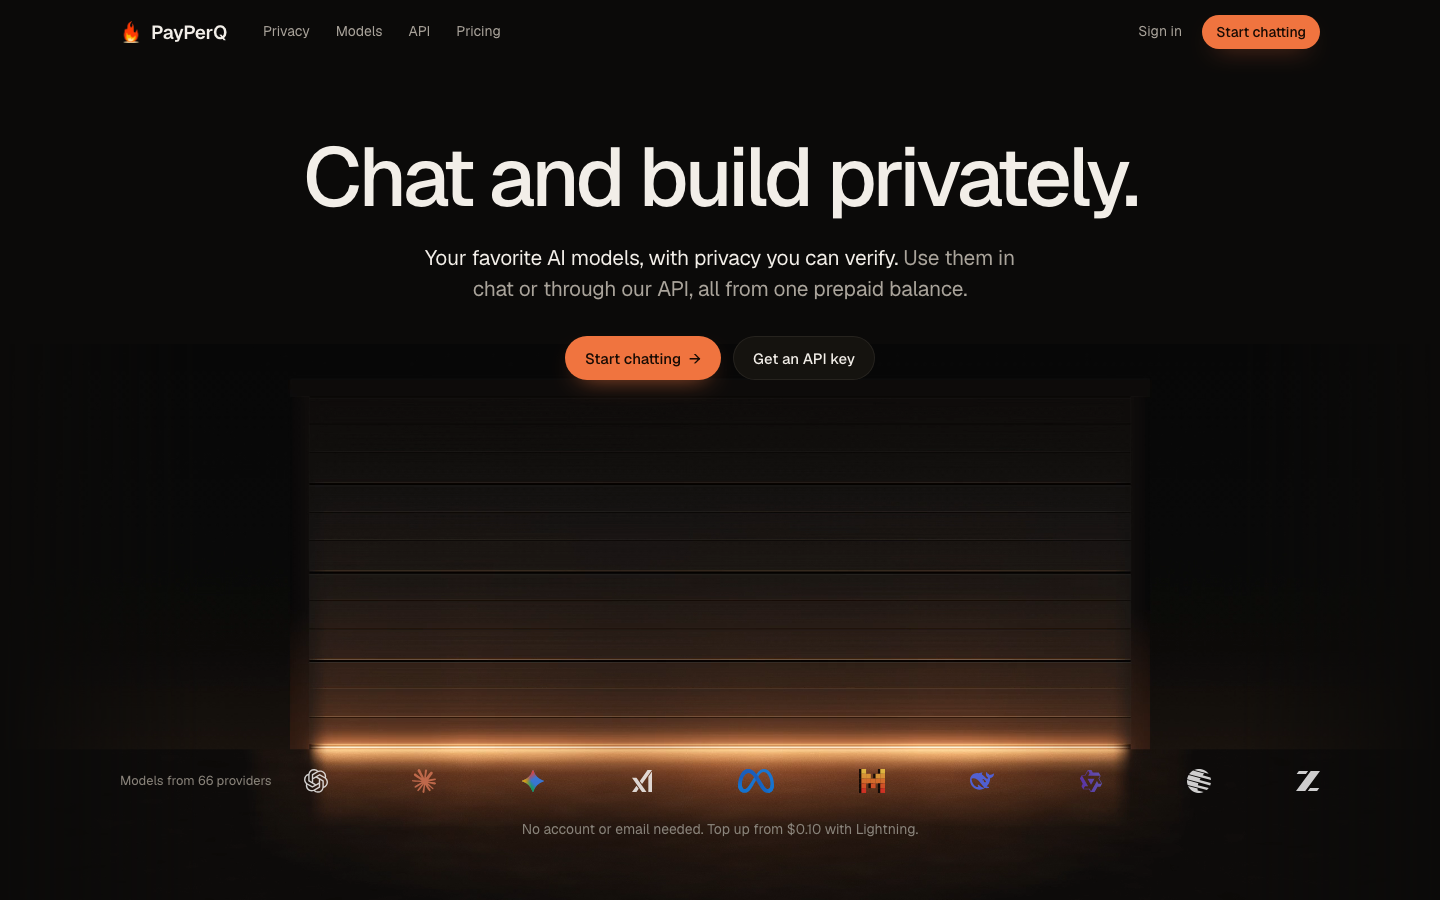 PayPerQ
Privacy
Models
API
Pricing
Sign in
Start chatting
Chat and build privately.
Your favorite AI models, with privacy you can verify. Use them in
chat or through our API, all from one prepaid balance.
Start chatting →
Get an API key
Models from 66 providers
No account or email needed. Top up from $0.10 with Lightning.